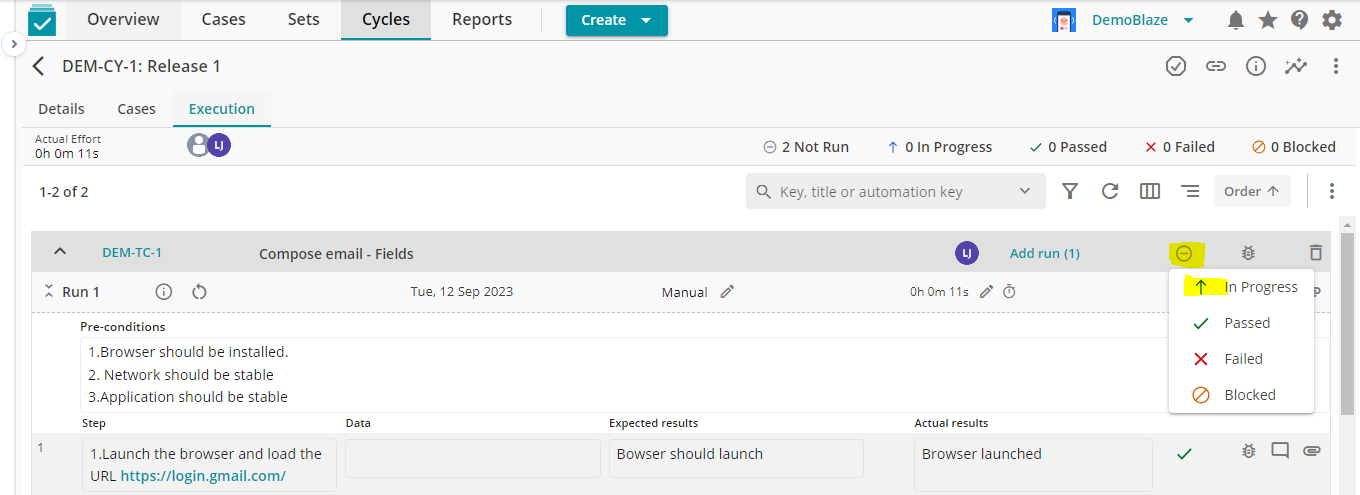 Overview Cases Sets Cycles Reports Create DemoBlaze
DEM-CY-1: Release 1
Details Cases Execution
Actual Effort
0h 0m 11s LJ 2 Not Run 0 In Progress 0 Passed 0 Failed 0 Blocked
1-2 of 2 Key, title or automation key Order
DEM-TC-1 Compose email - Fields LJ Add run (1)
Run 1 Tue, 12 Sep 2023 Manual 0h 0m 11s In Progress
Passed
Failed
Blocked
Pre-conditions
1.Browser should be installed.
2. Network should be stable
3.Application should be stable
Step Data Expected results Actual results
1 1.Launch the browser and load the Bowser should launch Browser launched
URL https://login.gmail.com/